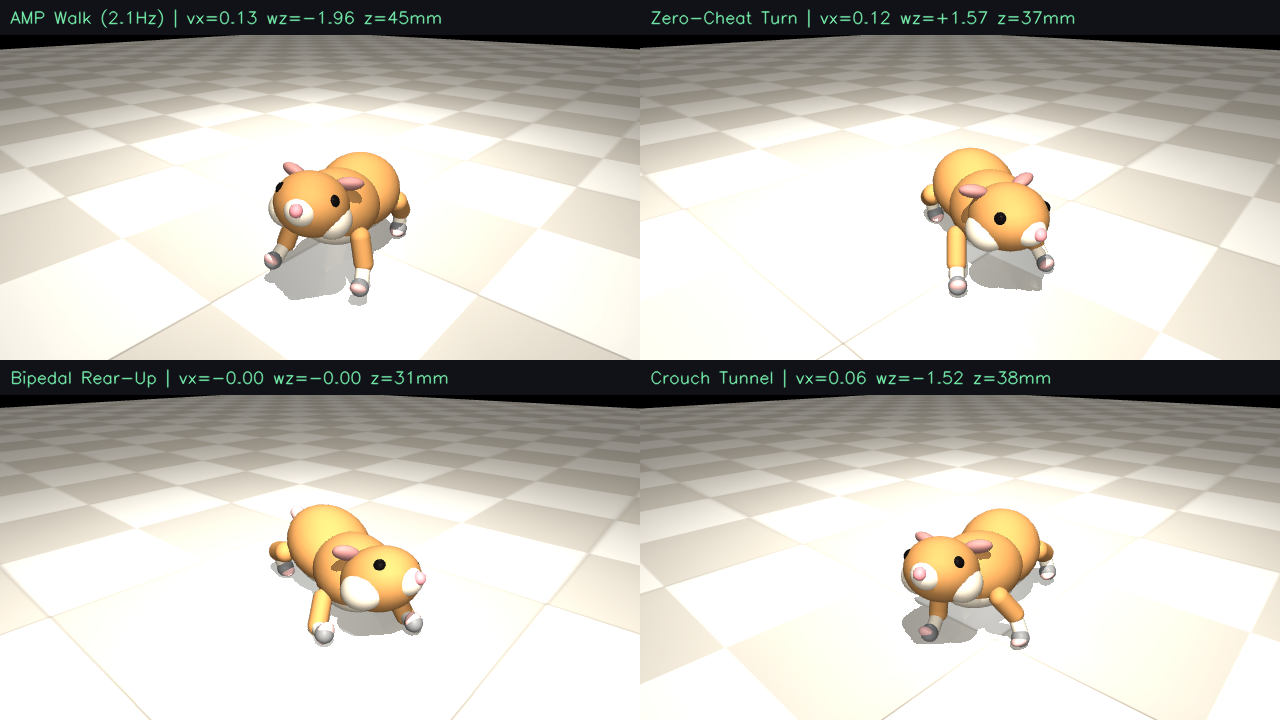 AMP Walk (2.1Hz) | vx=0.13 wz=−1.96 z=45mm
Zero−Cheat Turn | vx=0.12 wz=+1.57 z=37mm
Bipedal Rear−Up | vx=−0.00 wz=−0.00 z=31mm
Crouch Tunnel | vx=0.06 wz=−1.52 z=38mm